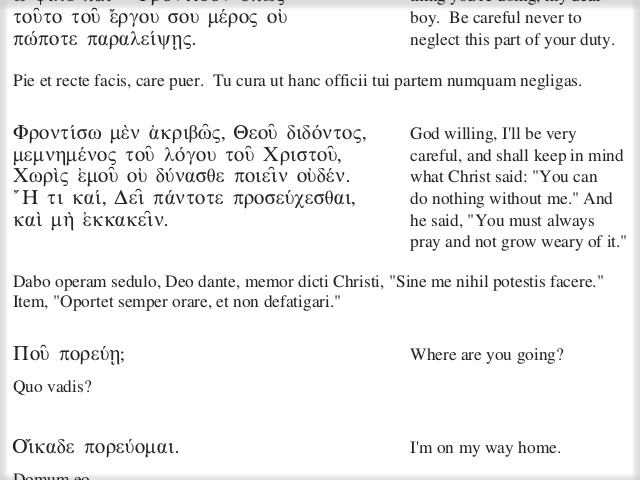 τοῦτο τοῦ ἔργου σου μέρος οὐ
πώποτε παραλείψῃς.
thing you're doing, my dear
boy. Be careful never to
neglect this part of your duty.
Pie et recte facis, care puer. Tu cura ut hanc officii tui partem numquam negligas.
Φροντίσω μὲν ἀκριβῶς, Θεοῦ διδόντος,
μεμνημένος τοῦ λόγου τοῦ Χριστοῦ,
Χωρὶς ἐμοῦ οὐ δύνασθε ποιεῖν οὐδέν.
Ἤ τι καί, Δεῖ πάντοτε προσεύχεσθαι,
καὶ μὴ ἐκκακεῖν.
God willing, I'll be very
careful, and shall keep in mind
what Christ said: "You can
do nothing without me." And
he said, "You must always
pray and not grow weary of it."
Dabo operam sedulo, Deo dante, memor dicti Christi, "Sine me nihil potestis facere."
Item, "Oportet semper orare, et non defatigari."
Ποῦ πορεύῃ;
Where are you going?
Quo vadis?
Οἴκαδε πορεύομαι.
I'm on my way home.
Domum eo.